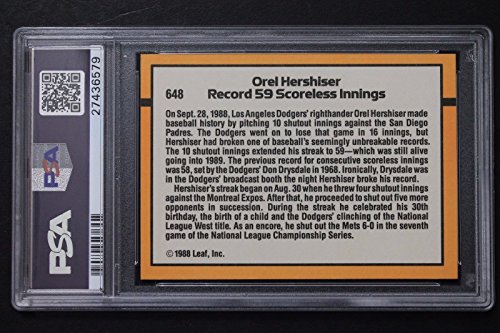 27436579
PSA
648
Orel Hershiser
Record 59 Scoreless Innings
On Sept. 28, 1988, Los Angeles Dodgers' righthander Orel Hershiser made
baseball history by pitching 10 shutout innings against the San Diego
Padres. The Dodgers went on to lose that game in 16 innings, but
Hershiser had broken one of baseball's seemingly unbreakable records.
The 10 shutout innings extended his streak to 59—which was still alive
going into 1989. The previous record for consecutive scoreless innings
was 58, set by the Dodgers' Don Drysdale in 1968. Ironically, Drysdale was
in the Dodgers' broadcast booth the night Hershiser broke his record.
Hershiser's streak began on Aug. 30 when he threw four shutout innings
against the Montreal Expos. After that, he proceeded to shut out five more
opponents in succession. During the streak he celebrated his 30th
birthday, the birth of a child and the Dodgers' clinching of the National
League West title. As an encore, he shut out the Mets 6-0 in the seventh
game of the National League Championship Series.
©1988 Leaf, Inc.